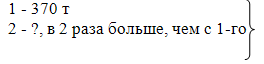 1 - 370 т
2 - ?, в 2 раза больше, чем с 1-го